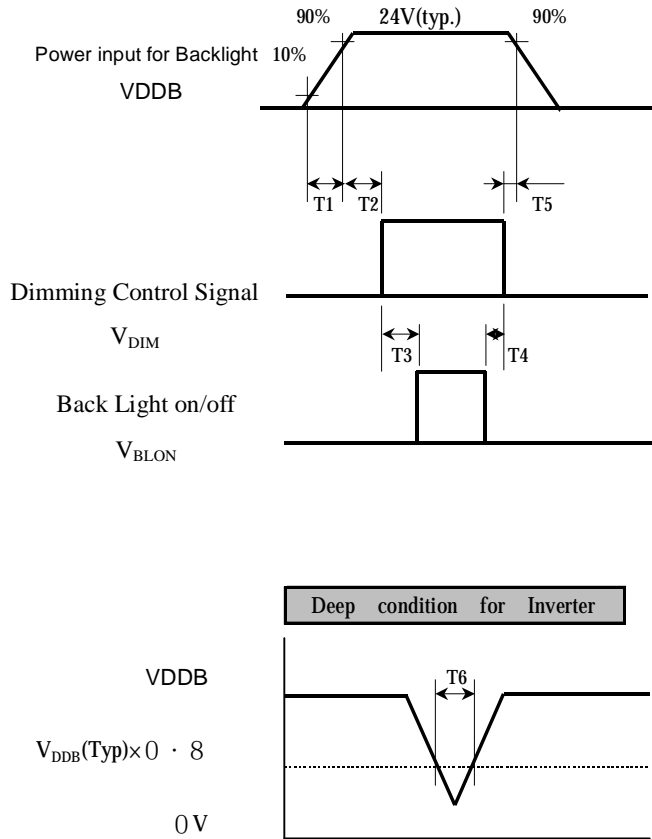 90% 24V(typ.) 90%
Power input for Backlight 10%
VDDB
T1 T2 T5
Dimming Control Signal
VDIM
T3 T4
Back Light on/off
VBLON
Deep condition for Inverter
VDDB
T6
VDDB(Typ)×0．8
0V